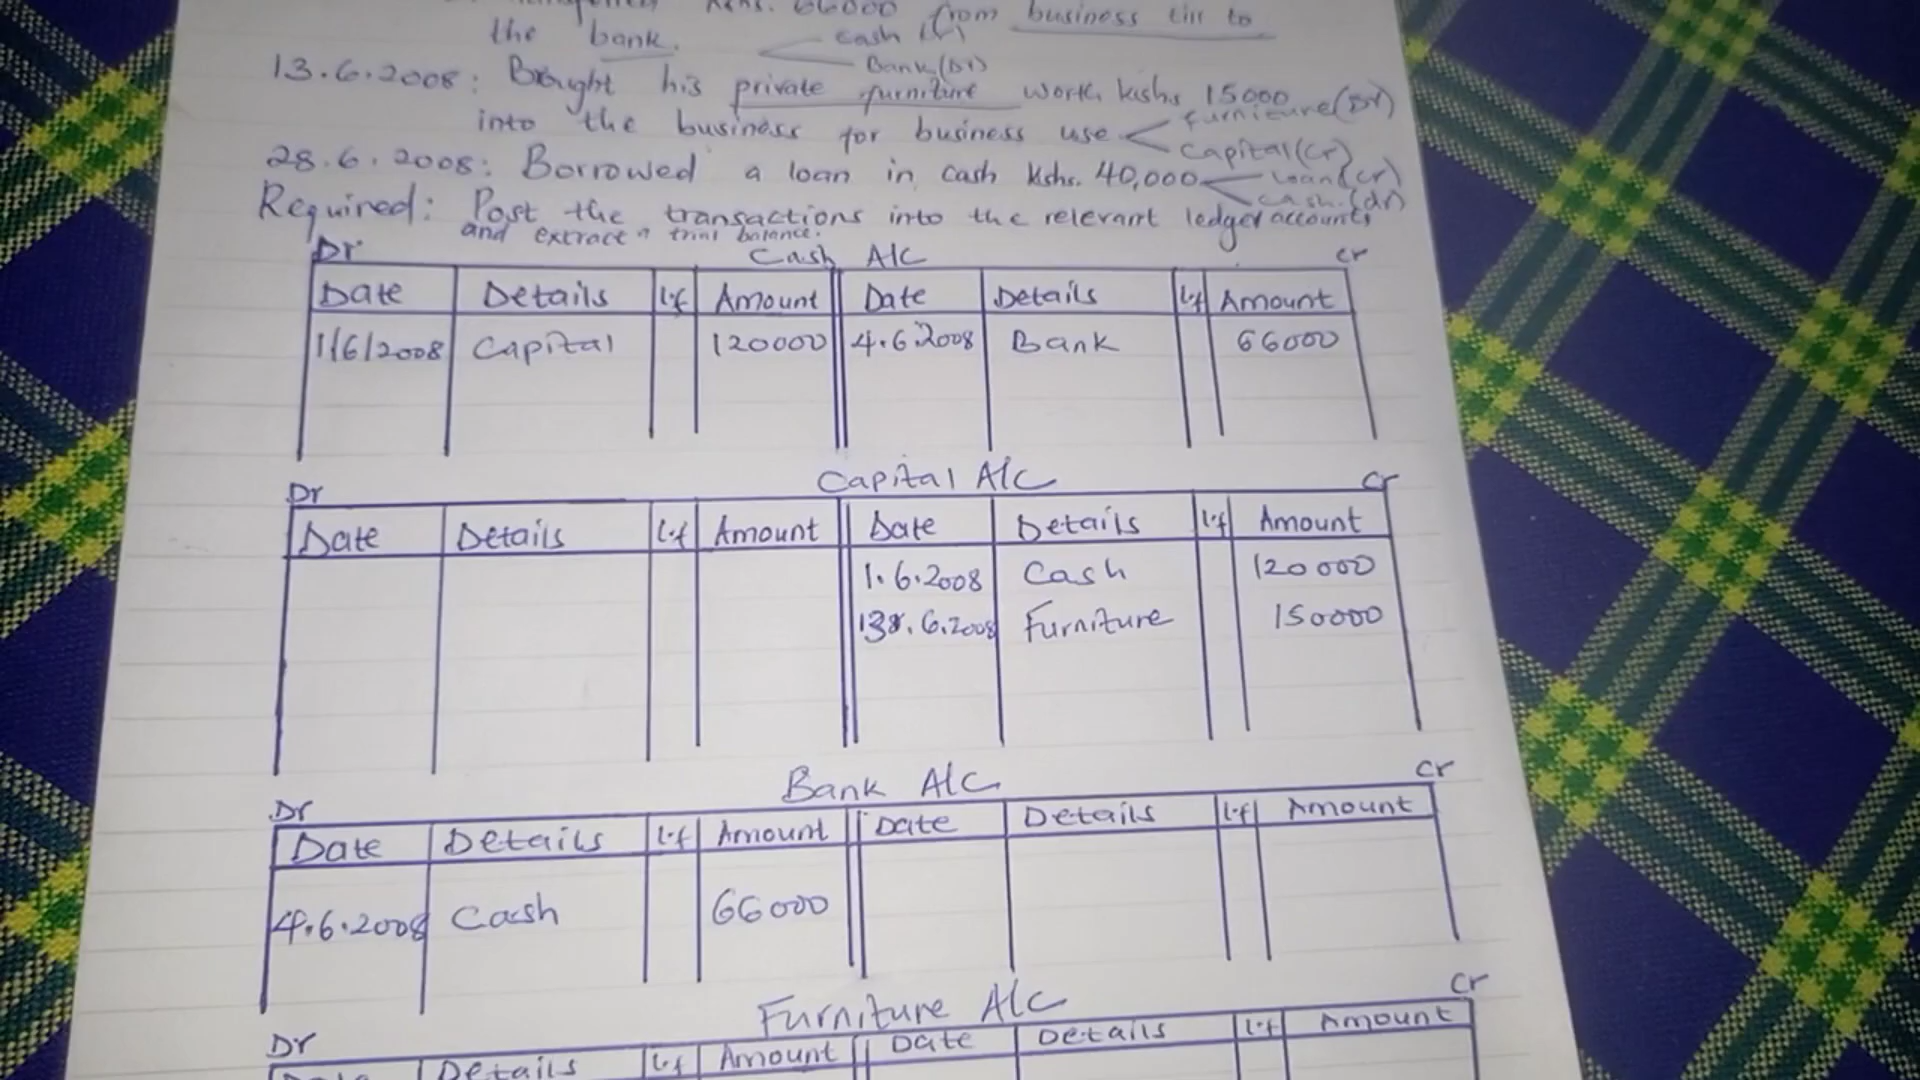 Kshs. 66000 from business till to
the bank. cash (Cr)
Bank (Dr)
13.6.2008: Bought his private furniture worth kshs 15000
furniture (Dr)
into the business for business use
Capital (Cr)
28.6.2008: Borrowed a loan in cash Kshs. 40,000 Loan (cr)
cash (dr)
Required: Post the transactions into the relevant ledger accounts
and extract a trial balance.
Dr Cash A/C Cr
Date Details l.f Amount Date Details l.f Amount
1/6/2008 Capital 120000 4.6.2008 Bank 66000
Dr Capital A/C Cr
Date Details l.f Amount Date Details l.f Amount
1.6.2008 Cash 120000
13.6.2008 Furniture 150000
Dr Bank A/C Cr
Date Details l.f Amount Date Details l.f Amount
4.6.2008 Cash 66000
Dr Furniture A/C Cr
Details l.f Amount Date Details l.f Amount